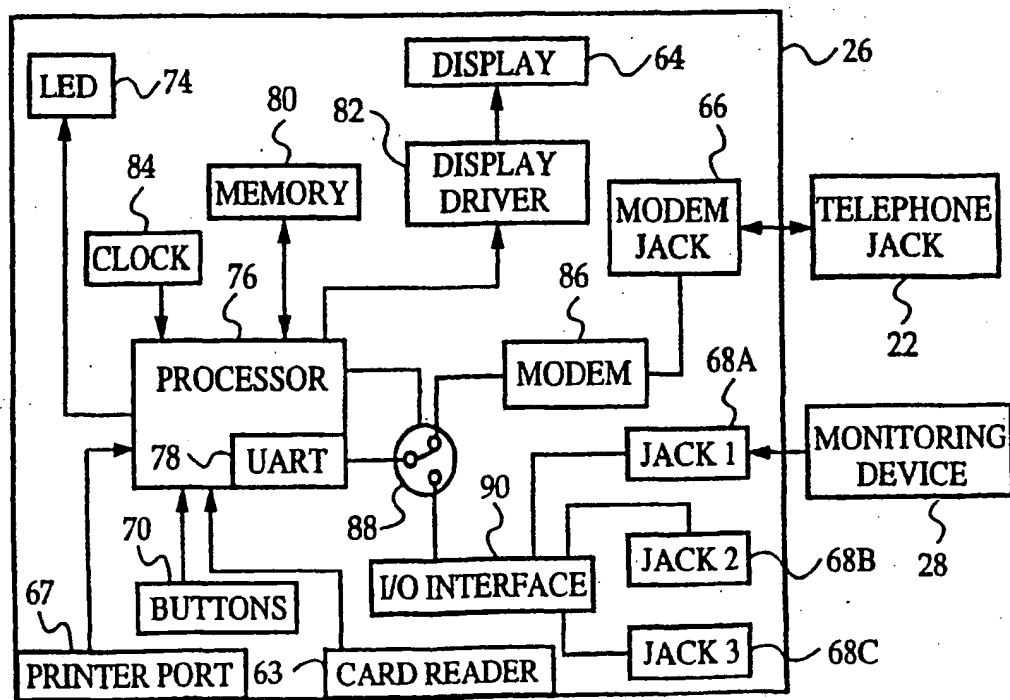 DISPLAY
64
26
LED
74
80
82
66
MEMORY
DISPLAY
DRIVER
84
MODEM
JACK
TELEPHONE
JACK
CLOCK
76
86
22
PROCESSOR
MODEM
68A
78
UART
JACK 1
MONITORING
DEVICE
88
90
70
I/O INTERFACE
JACK 2
68B
28
67
BUTTONS
PRINTER PORT
63
CARD READER
JACK 3
68C